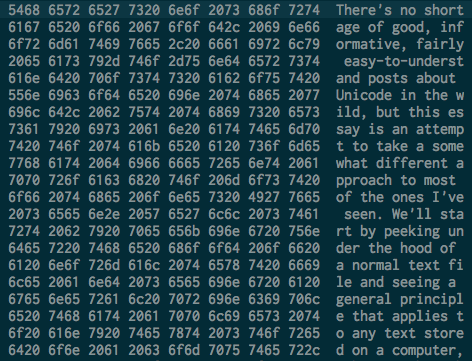 5468 6572 6527 7320 6e6f 2073 686f 7274 There's no short
6167 6520 6f66 2067 6f6f 642c 2069 6e66 age of good, inf
6f72 6d61 7469 7665 2c20 6661 6972 6c79 ormative, fairly
2065 6173 792d 746f 2d75 6e64 6572 7374 easy-to-underst
616e 6420 706f 7374 7320 6162 6f75 7420 and posts about
556e 6963 6f64 6520 696e 2074 6865 2077 Unicode in the w
696c 642c 2062 7574 2074 6869 7320 6573 ild, but this es
7361 7920 6973 2061 6e20 6174 7465 6d70 say is an attemp
7420 746f 2074 616b 6520 6120 736f 6d65 t to take a some
7768 6174 2064 6966 6665 7265 6e74 2061 what different a
7070 726f 6163 6820 746f 206d 6f73 7420 pproach to most
6f66 2074 6865 206f 6e65 7320 4927 7665 of the ones I've
2073 6565 6e2e 2057 6527 6c6c 2073 7461 seen. We'll sta
7274 2062 7920 7065 656b 696e 6720 756e rt by peeking un
6465 7220 7468 6520 686f 6f64 206f 6620 der the hood of
6120 6e6f 726d 616c 2074 6578 7420 6669 a normal text fi
6c65 2061 6e64 2073 6565 696e 6720 6120 le and seeing a
6765 6e65 7261 6c20 7072 696e 6369 706c general principl
6520 7468 6174 2061 7070 6c69 6573 2074 e that applies t
6f20 616e 7920 7465 7874 2073 746f 7265 o any text store
6420 6f6e 2061 2063 6f6d 7075 7465 722c d on a computer,